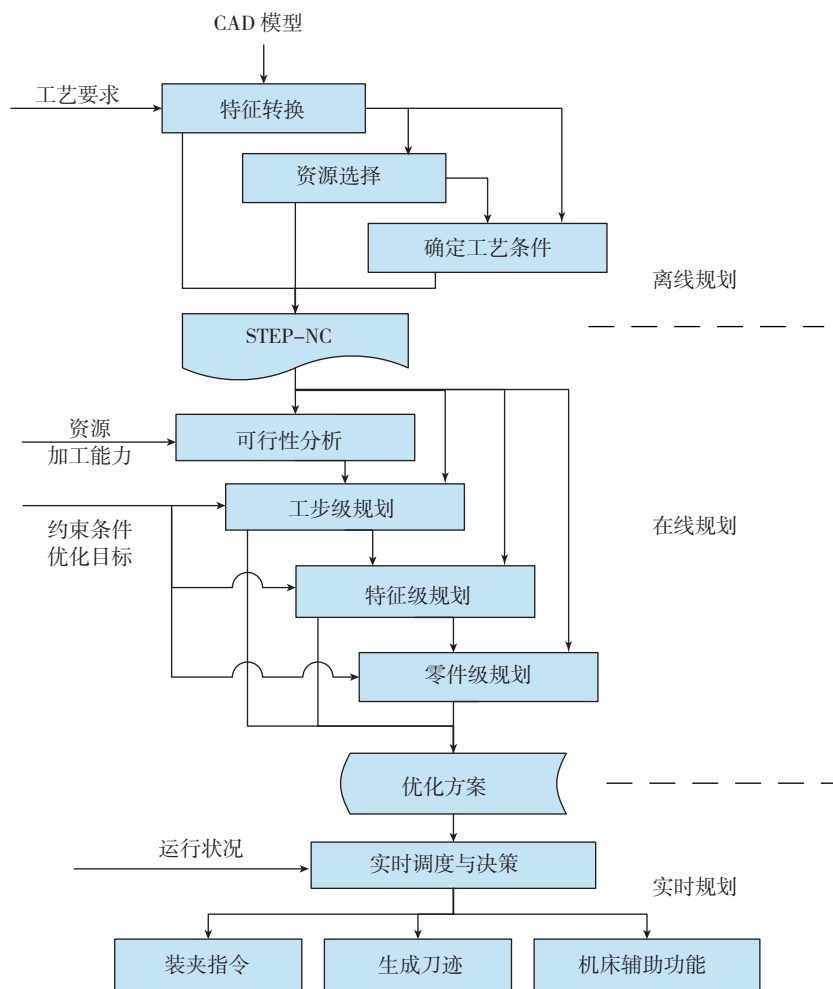 CAD 模型
工艺要求
特征转换
资源选择
确定工艺条件
离线规划
STEP-NC
资源
加工能力
可行性分析
工步级规划
约束条件
优化目标
在线规划
特征级规划
零件级规划
优化方案
运行状况
实时调度与决策
实时规划
装夹指令
生成刀迹
机床辅助功能